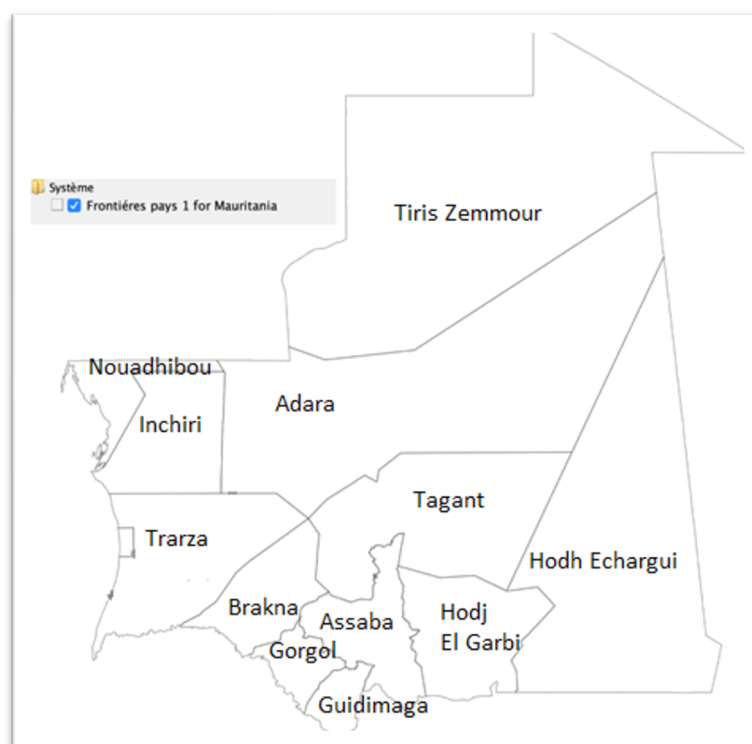 Système
Frontiéres pays 1 for Mauritania
Tiris Zemmour
Nouadhibou
Adara
Inchiri
Tagant
Trarza
Hodh Echargui
Brakna
Assaba
Hodj
El Garbi
Gorgol
Guidimaga